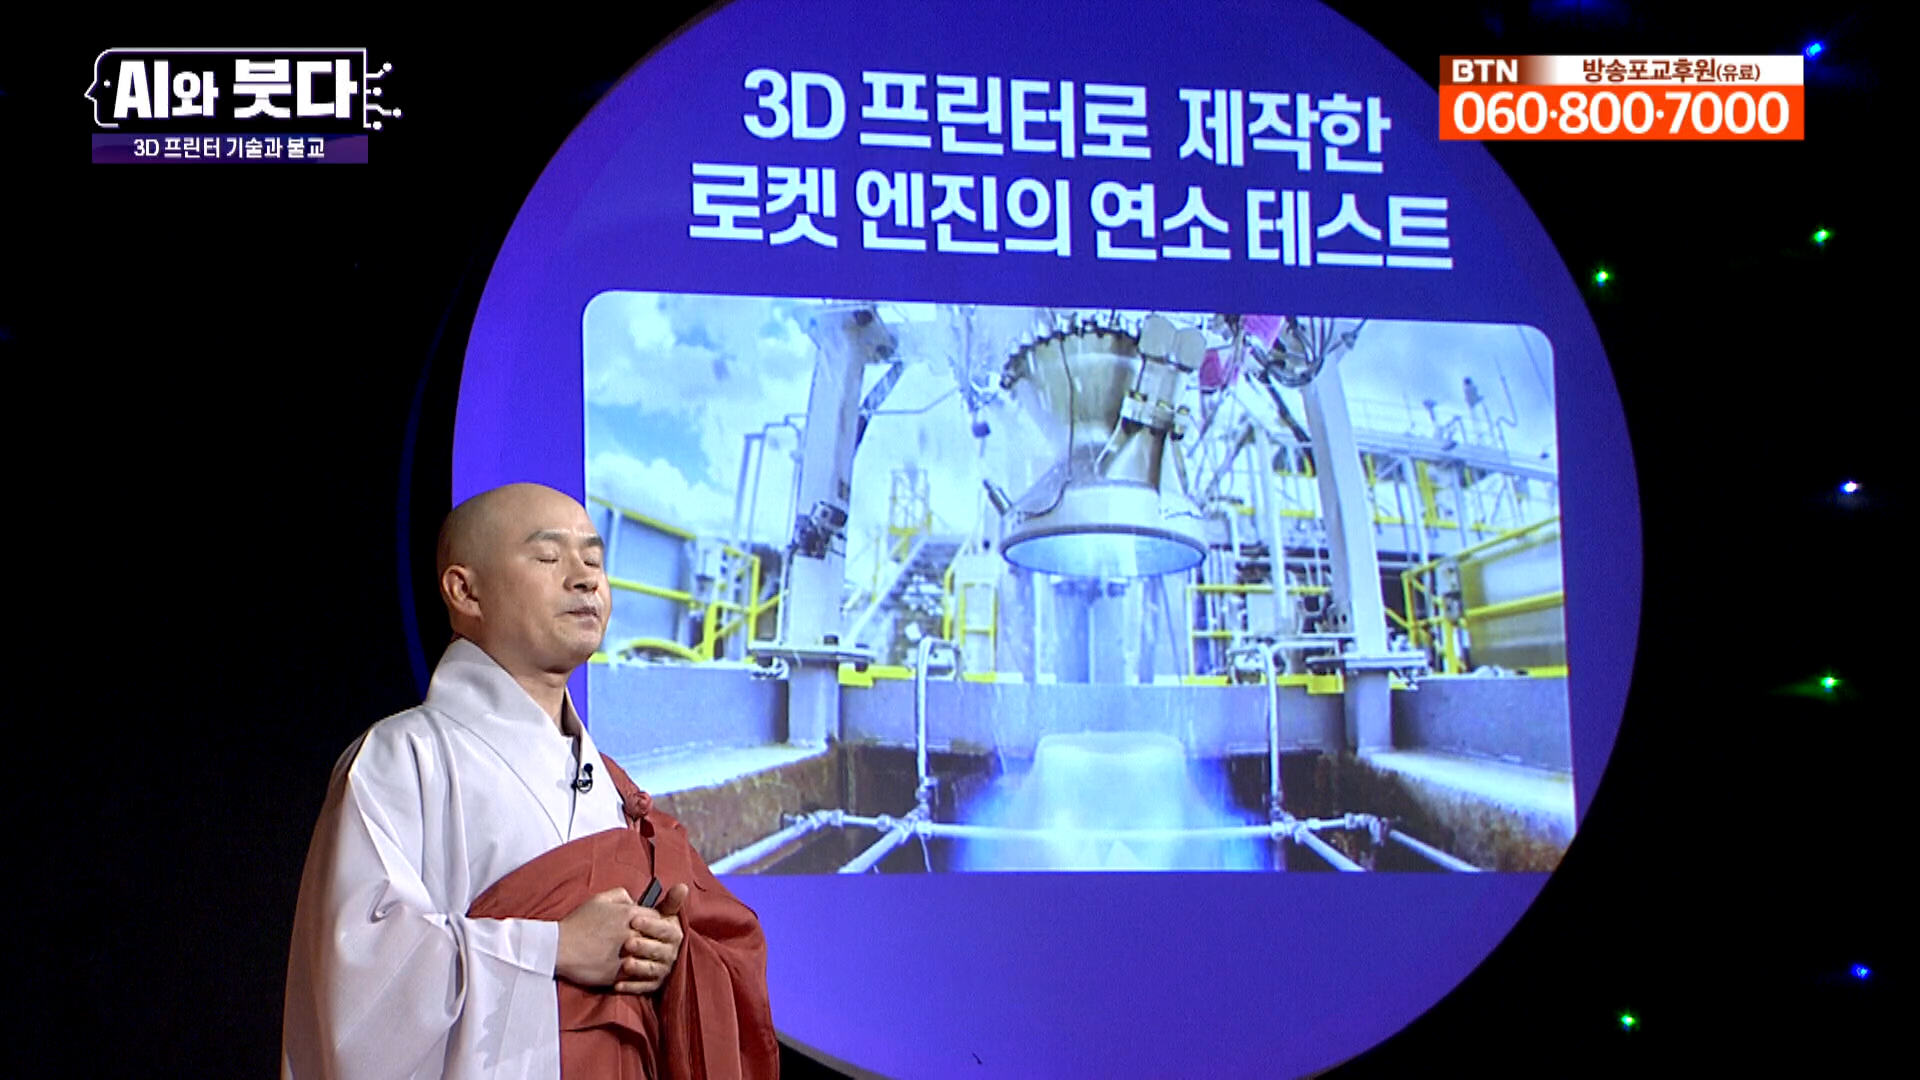 AI와 붓다
3D 프린터 기술과 불교
BTN 방송포교후원(유료)
060·800·7000
3D 프린터로 제작한
로켓 엔진의 연소 테스트